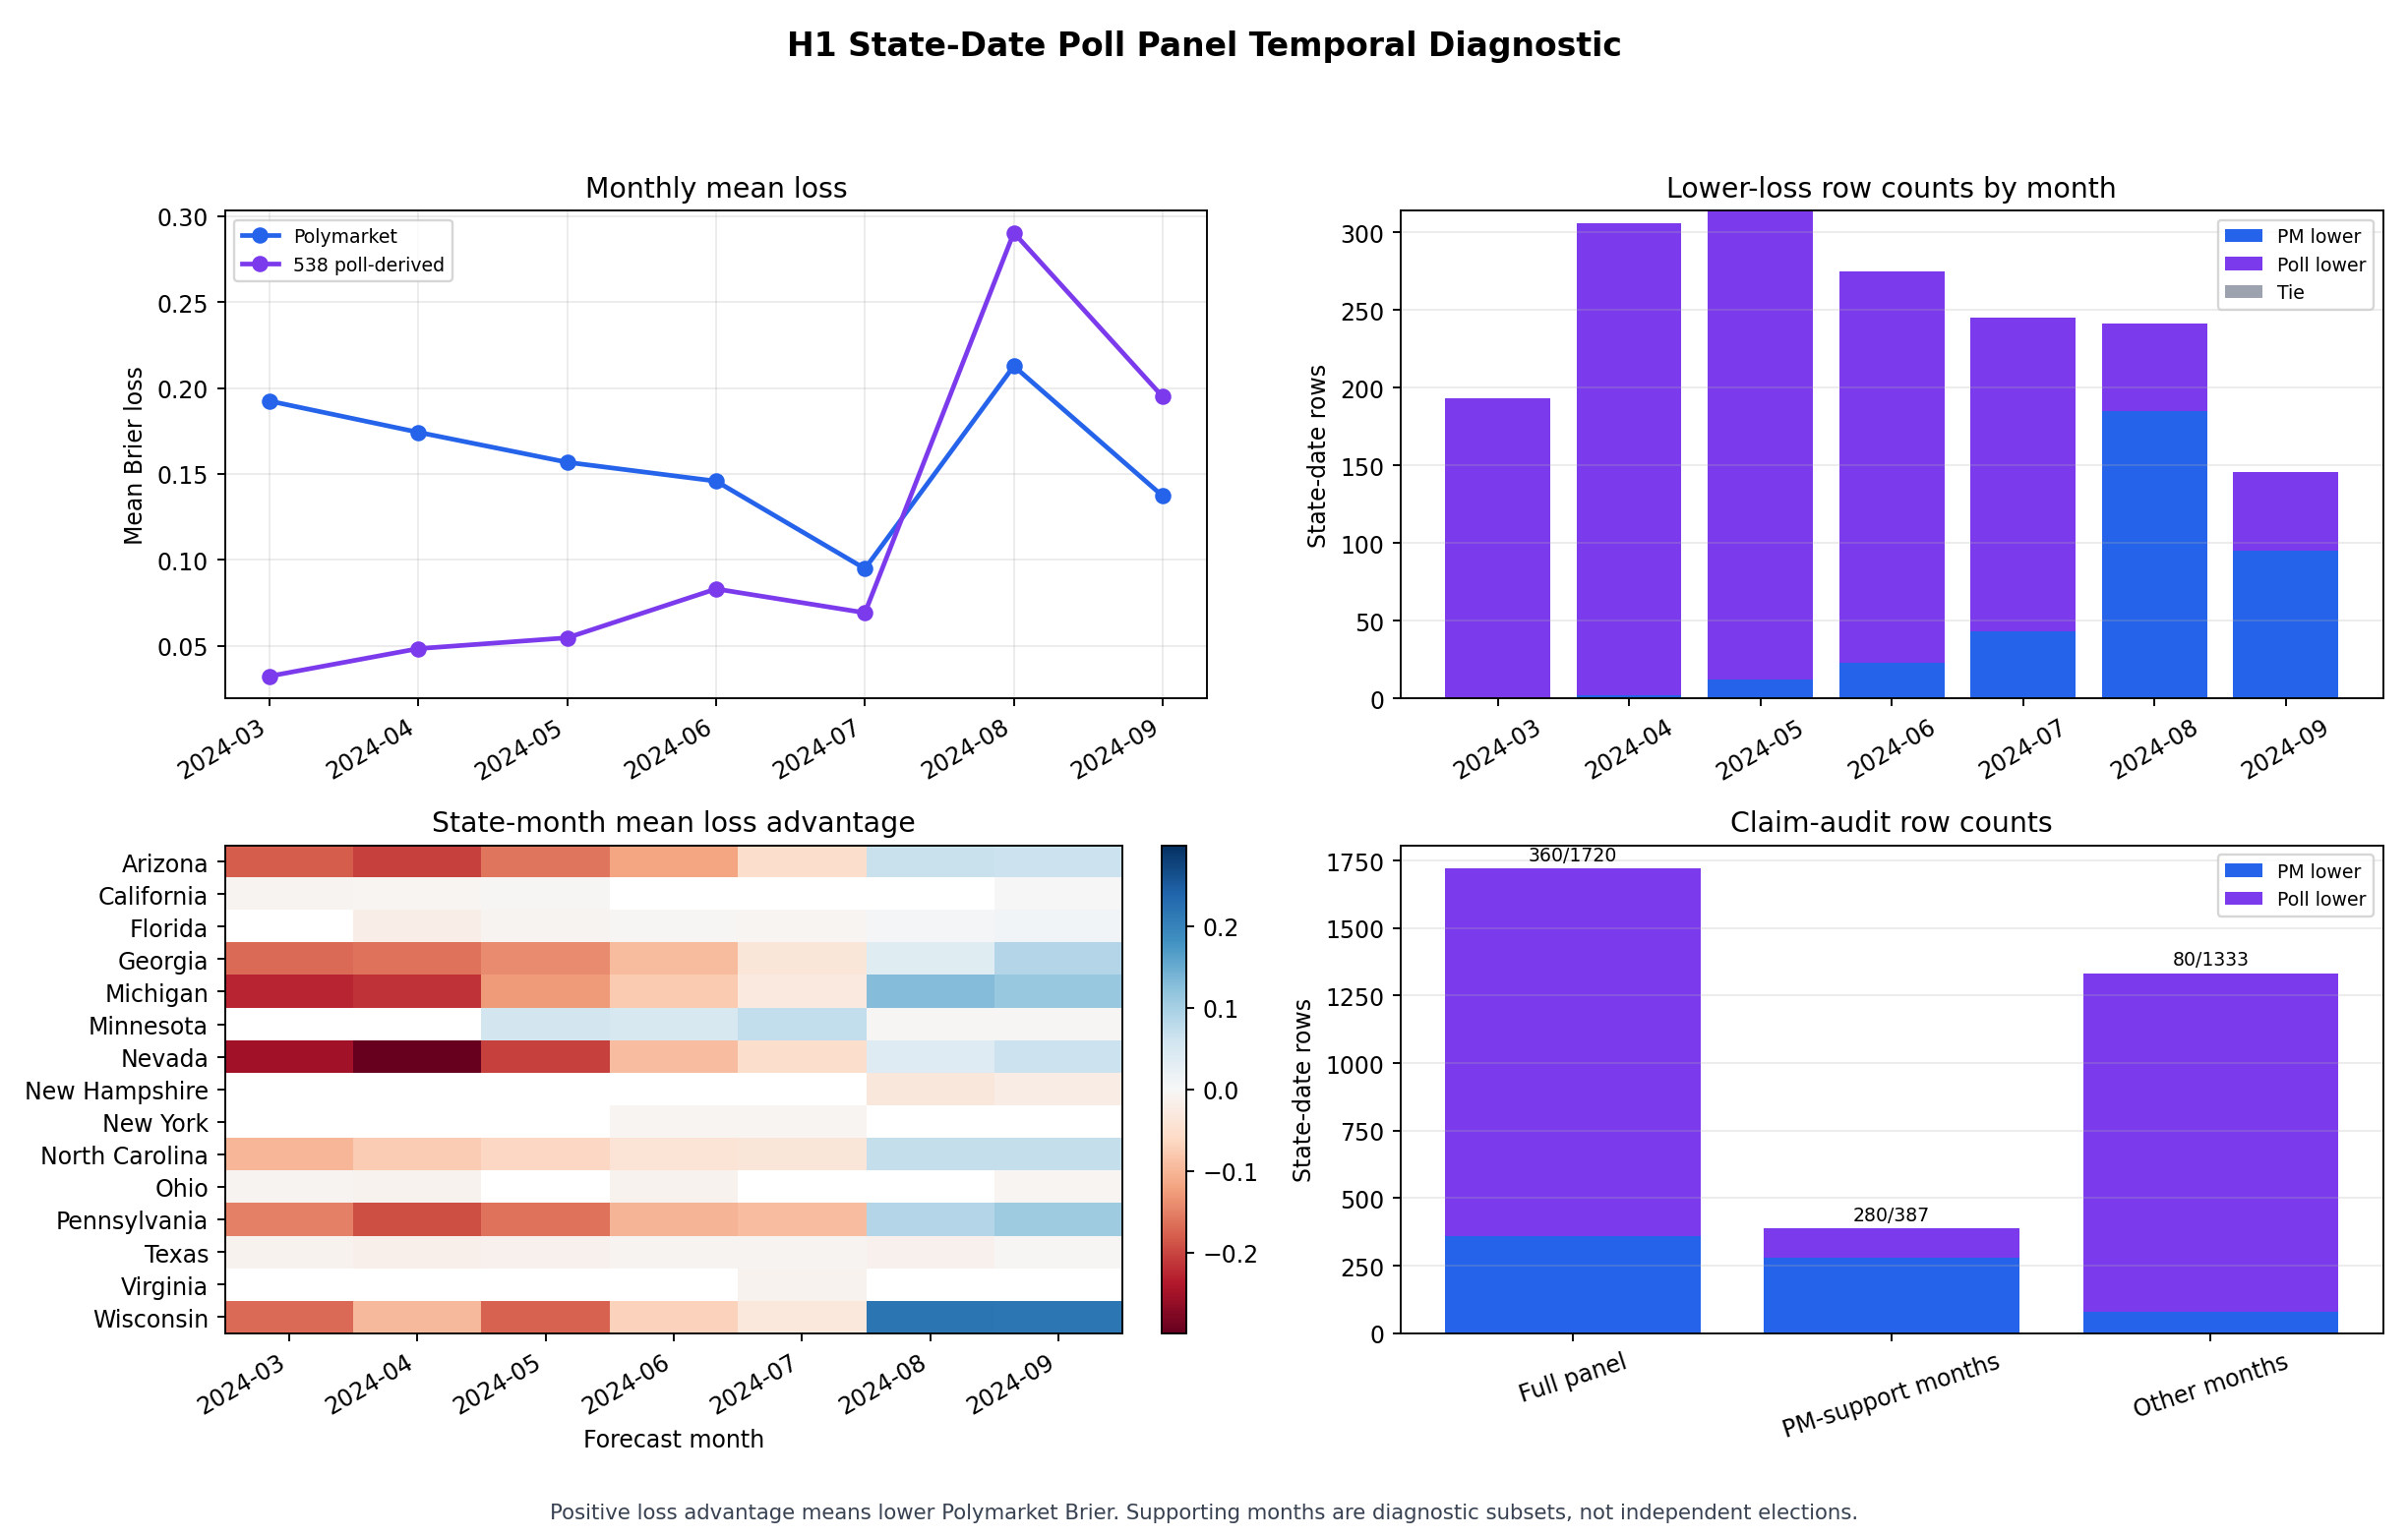 H1 State-Date Poll Panel Temporal Diagnostic
Monthly mean loss
Mean Brier loss
0.30
0.25
0.20
0.15
0.10
0.05
Polymarket
538 poll-derived
2024-03
2024-04
2024-05
2024-06
2024-07
2024-08
2024-09
Lower-loss row counts by month
State-date rows
300
250
200
150
100
50
0
PM lower
Poll lower
Tie
2024-03
2024-04
2024-05
2024-06
2024-07
2024-08
2024-09
State-month mean loss advantage
Arizona
California
Florida
Georgia
Michigan
Minnesota
Nevada
New Hampshire
New York
North Carolina
Ohio
Pennsylvania
Texas
Virginia
Wisconsin
2024-03
2024-04
2024-05
2024-06
2024-07
2024-08
2024-09
Forecast month
0.2
0.1
0.0
−0.1
−0.2
Claim-audit row counts
State-date rows
1750
1500
1250
1000
750
500
250
0
360/1720
280/387
80/1333
PM lower
Poll lower
Full panel
PM-support months
Other months
Positive loss advantage means lower Polymarket Brier. Supporting months are diagnostic subsets, not independent elections.